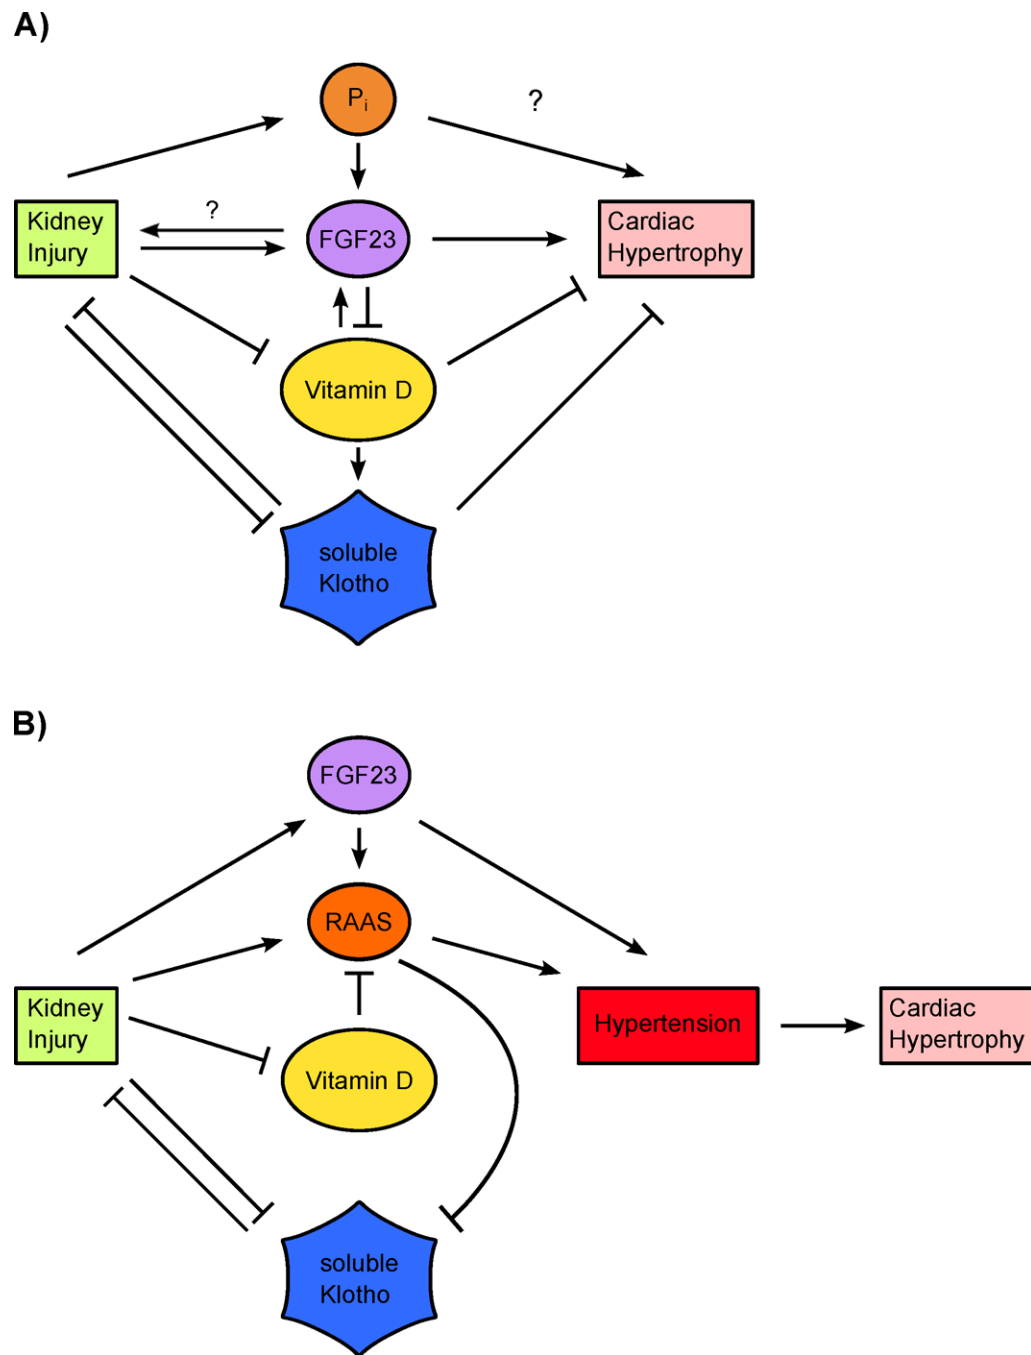 A)
Pi
?
Kidney
Injury
?
FGF23
Cardiac
Hypertrophy
Vitamin D
soluble
Klotho
B)
FGF23
RAAS
Kidney
Injury
Hypertension
Cardiac
Hypertrophy
Vitamin D
soluble
Klotho